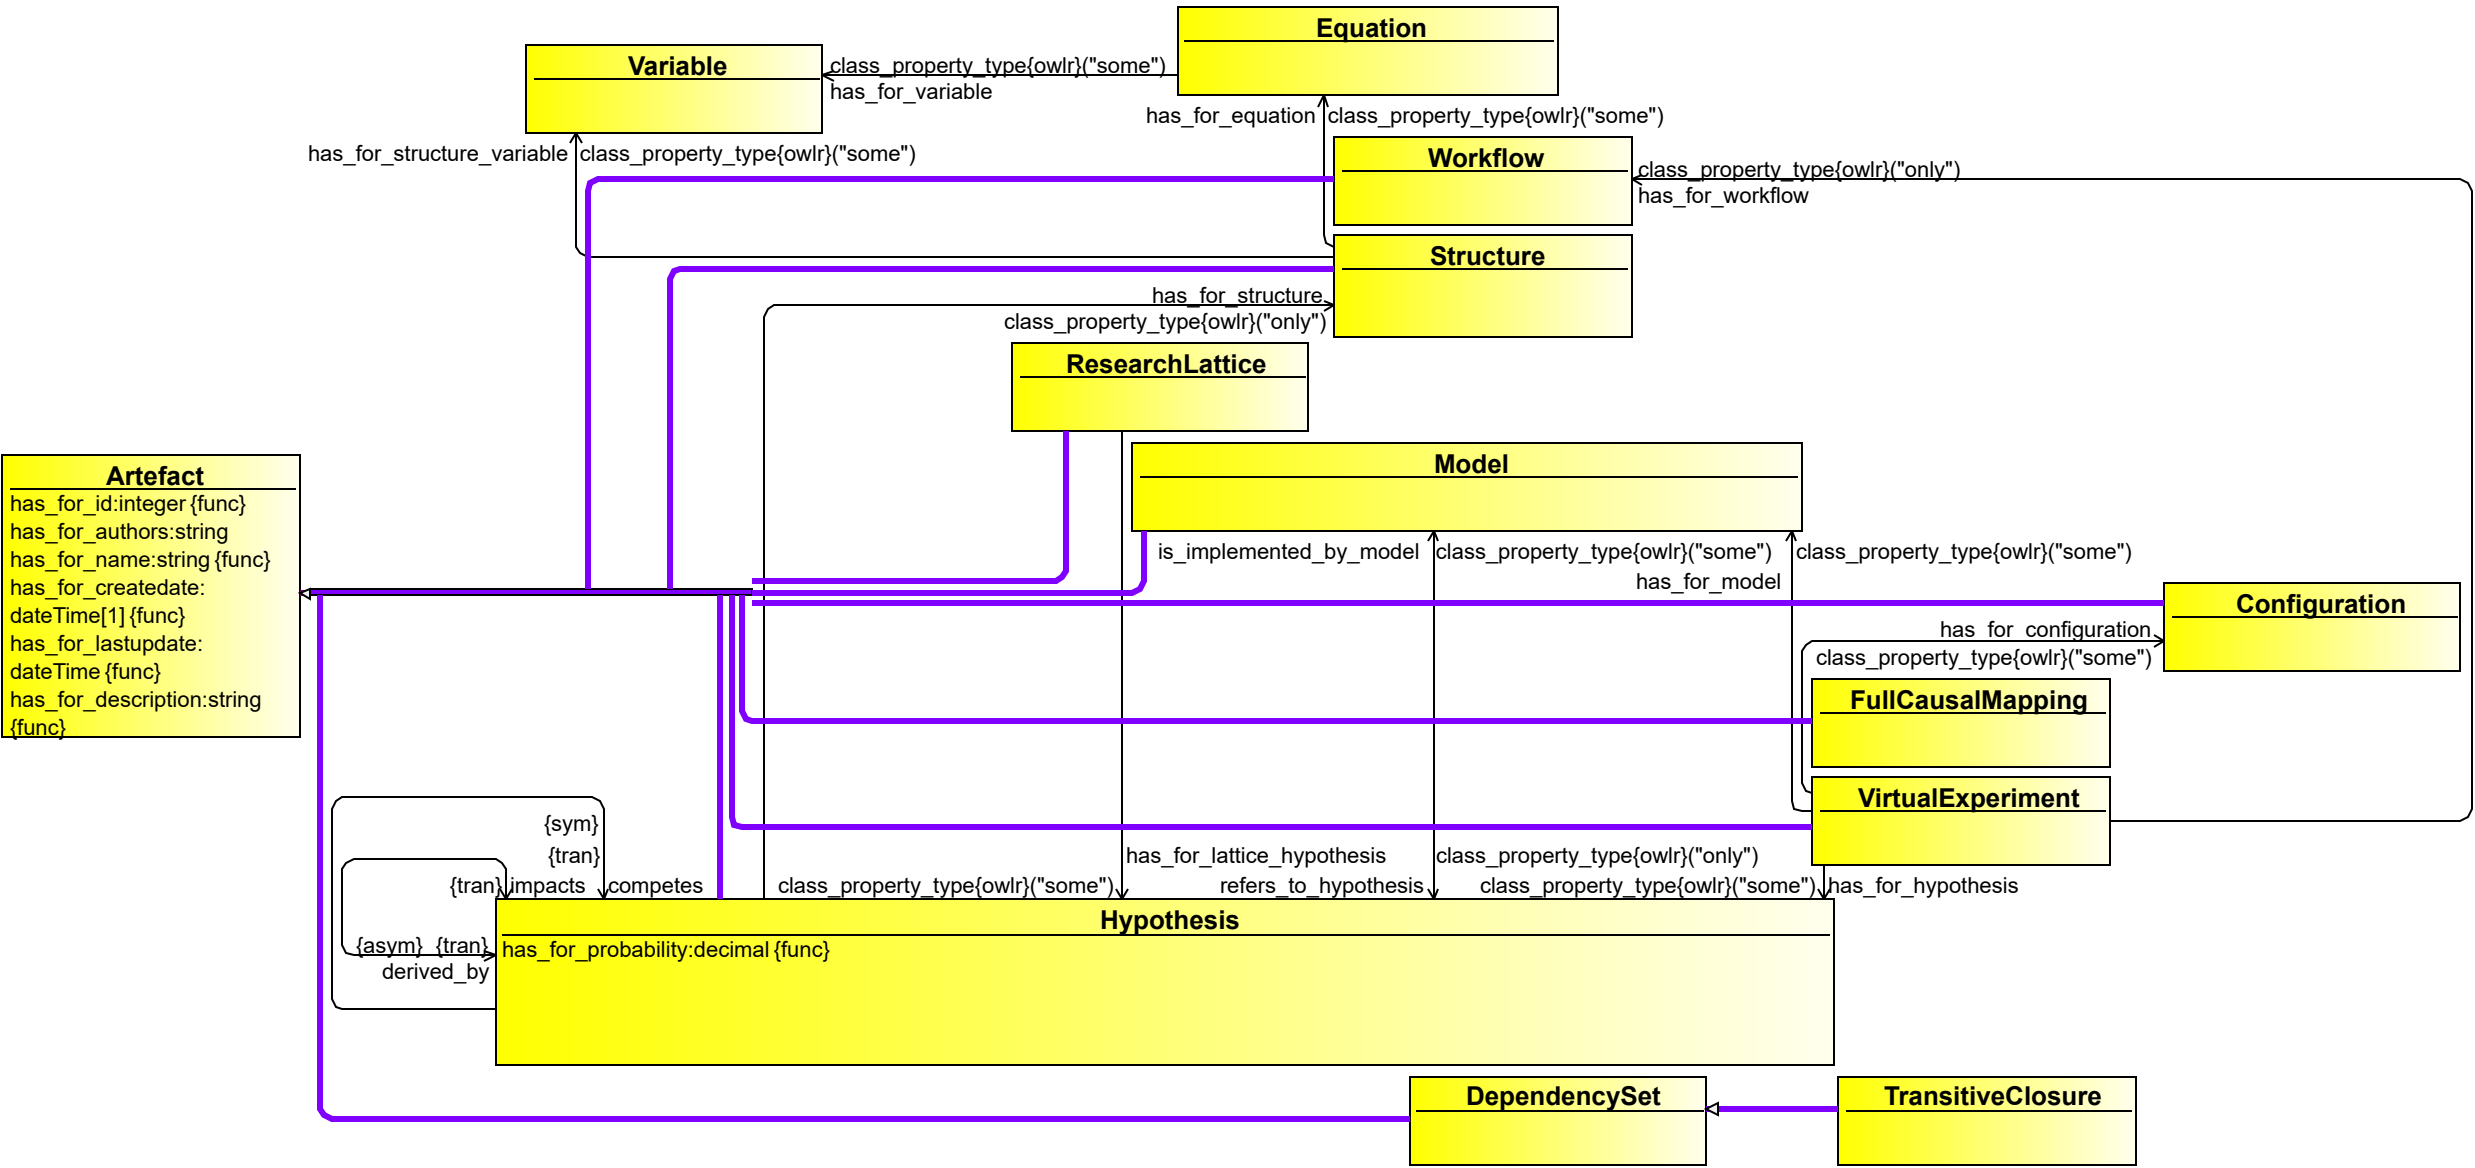 Equation
Variable
class_property_type{owlr}("some")
has_for_variable
has_for_equation
class_property_type{owlr}("some")
has_for_structure_variable
class_property_type{owlr}("some")
Workflow
class_property_type{owlr}("only")
has_for_workflow
Structure
has_for_structure
class_property_type{owlr}("only")
ResearchLattice
Model
Artefact
has_for_id:integer {func}
has_for_authors:string
has_for_name:string {func}
has_for_createdate:
dateTime[1] {func}
has_for_lastupdate:
dateTime {func}
has_for_description:string
{func}
is_implemented_by_model
class_property_type{owlr}("some")
class_property_type{owlr}("some")
has_for_model
Configuration
has_for_configuration
class_property_type{owlr}("some")
FullCausalMapping
VirtualExperiment
{sym}
{tran}
{tran}
impacts
competes
has_for_lattice_hypothesis
class_property_type{owlr}("only")
class_property_type{owlr}("some")
refers_to_hypothesis
class_property_type{owlr}("some")
has_for_hypothesis
Hypothesis
has_for_probability:decimal {func}
{asym} {tran}
derived_by
DependencySet
TransitiveClosure